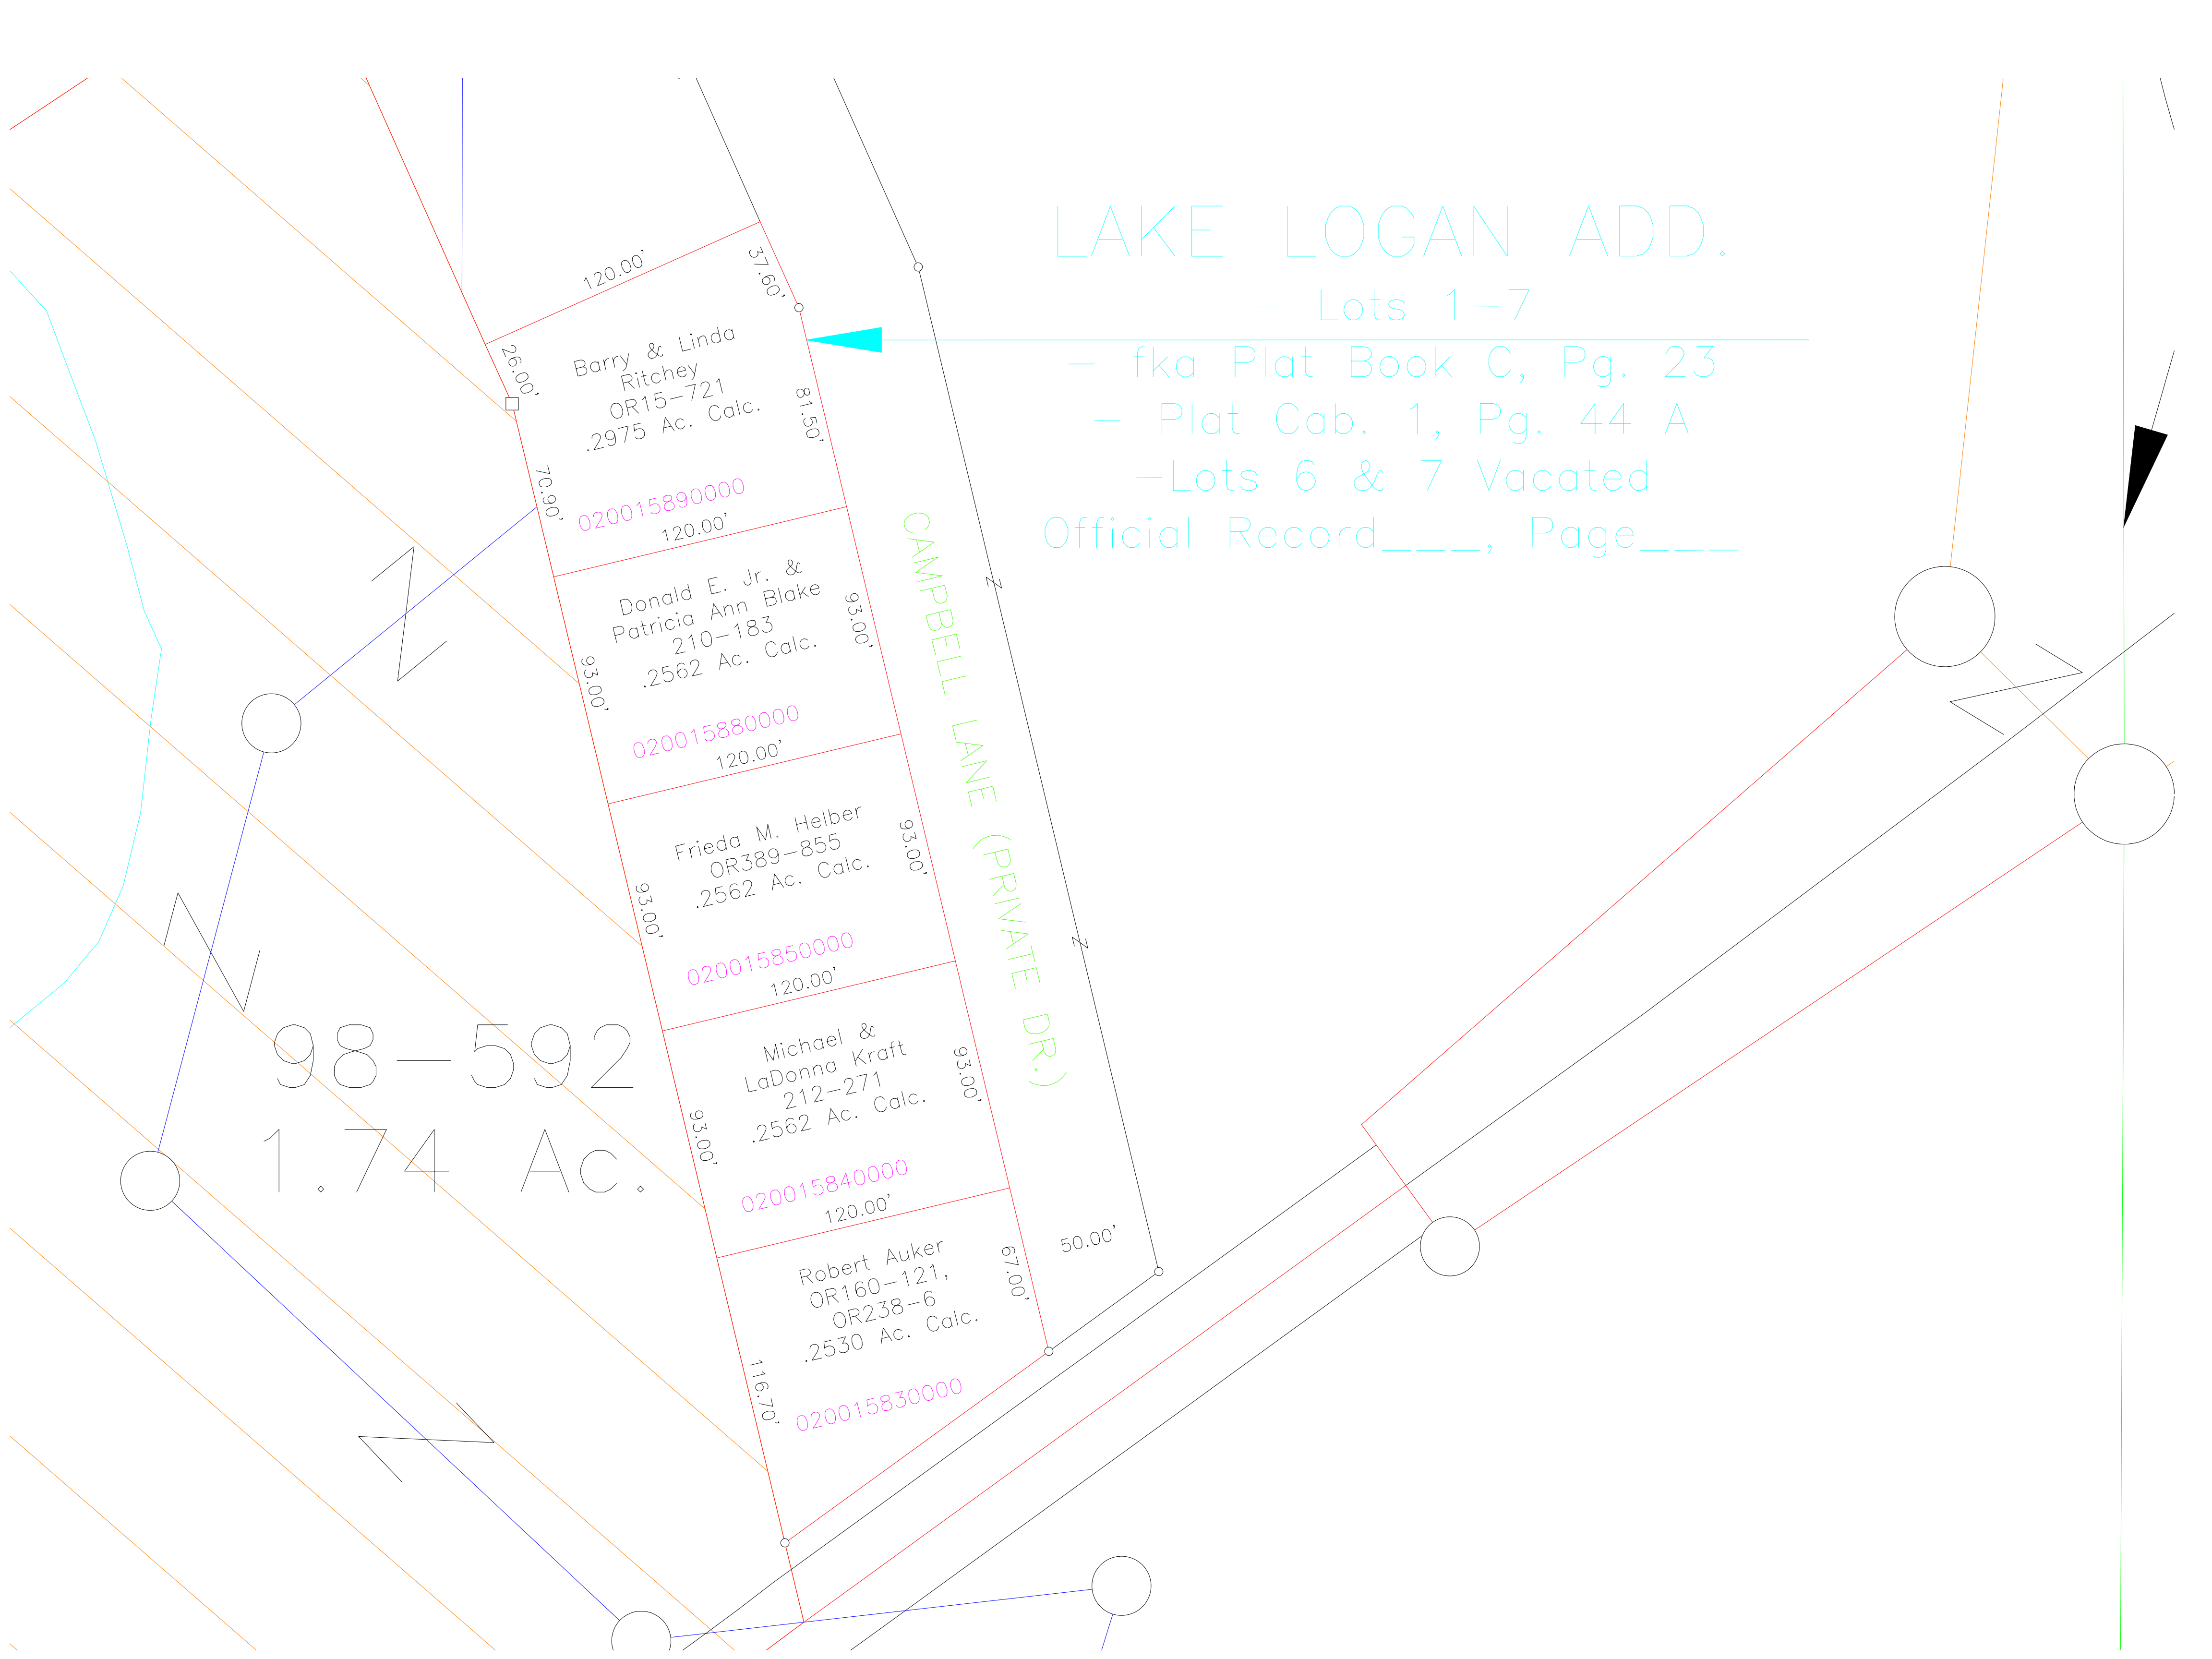 LAKE LOGAN ADD.
- Lots 1-7
- fka Plat Book C, Pg. 23
- Plat Cab. 1, Pg. 44 A
-Lots 6 & 7 Vacated
Official Record____, Page____
120.00'
37.60'
26.00'
Barry & Linda
Ritchey
OR15-721
.2975 Ac. Calc.
81.50'
70.90'
020015890000
120.00'
Donald E. Jr. &
Patricia Ann Blake
210-183
.2562 Ac. Calc.
93.00'
93.00'
020015880000
120.00'
Frieda M. Helber
OR389-855
.2562 Ac. Calc.
93.00'
93.00'
020015850000
120.00'
Michael &
LaDonna Kraft
212-271
.2562 Ac. Calc.
93.00'
93.00'
020015840000
120.00'
Robert Auker
OR160-121,
OR238-6
.2530 Ac. Calc.
67.00'
116.70'
020015830000
50.00'
CAMPBELL LANE (PRIVATE DR.)
98-592
1.74 Ac.